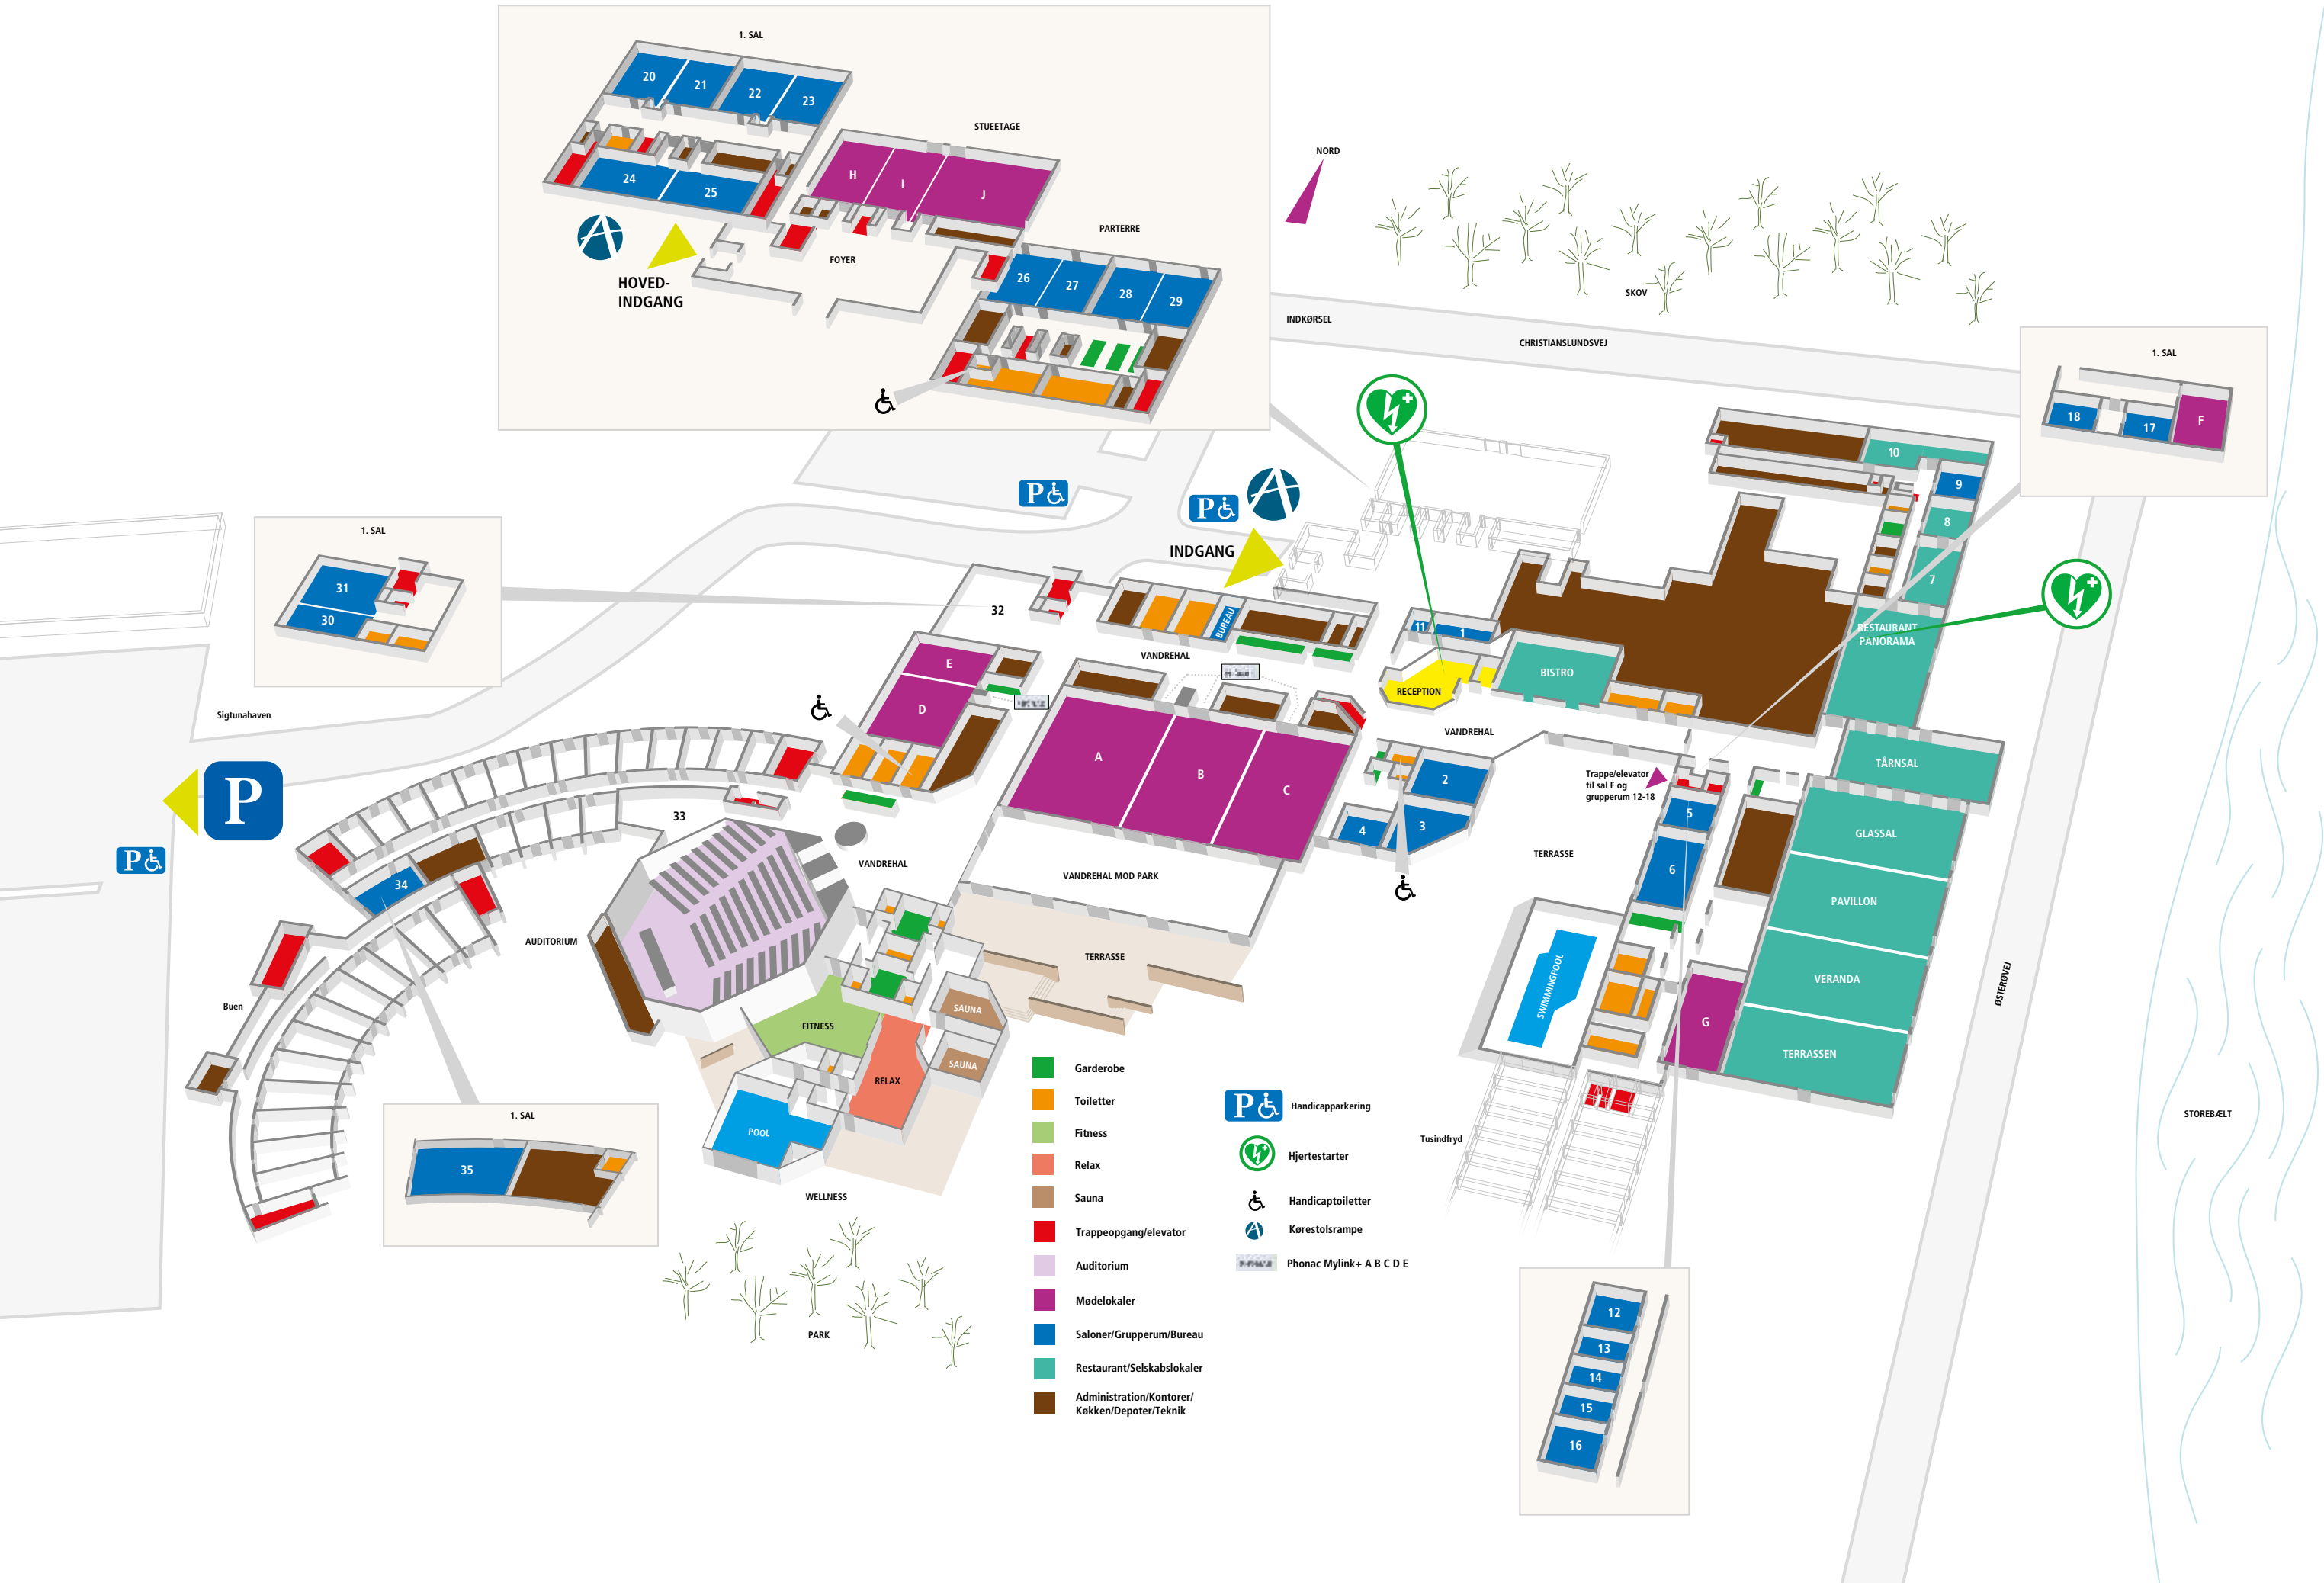 1. SAL
20
21
22
23
24
25
STUEETAGE
H
I
J
PARTERRE
26
27
28
29
FOYER
HOVED-
INDGANG
NORD
SKOV
INDKØRSEL
CHRISTIANSLUNDSVEJ
1. SAL
18
17
F
10
9
8
7
RESTAURANT
PANORAMA
P
P
INDGANG
1. SAL
31
30
32
BUREAU
VANDREHAL
11
1
RECEPTION
BISTRO
VANDREHAL
E
D
A
B
C
2
3
4
Sigtunahaven
P
P
33
34
AUDITORIUM
Buen
VANDREHAL
VANDREHAL MOD PARK
TERRASSE
TERRASSE
Trappe/elevator
til sal F og
grupperum 12-18
5
6
TÅRNSAL
GLASSAL
PAVILLON
VERANDA
TERRASSEN
G
SWIMMINGPOOL
ØSTERØVEJ
STOREBÆLT
Tusindfryd
FITNESS
SAUNA
SAUNA
RELAX
POOL
WELLNESS
PARK
1. SAL
35
Garderobe
Toiletter
Fitness
Relax
Sauna
Trappeopgang/elevator
Auditorium
Mødelokaler
Saloner/Grupperum/Bureau
Restaurant/Selskabslokaler
Administration/Kontorer/
Køkken/Depoter/Teknik
P
Handicapparkering
Hjertestarter
Handicaptoiletter
Kørestolsrampe
Phonac Mylink+ A B C D E
12
13
14
15
16